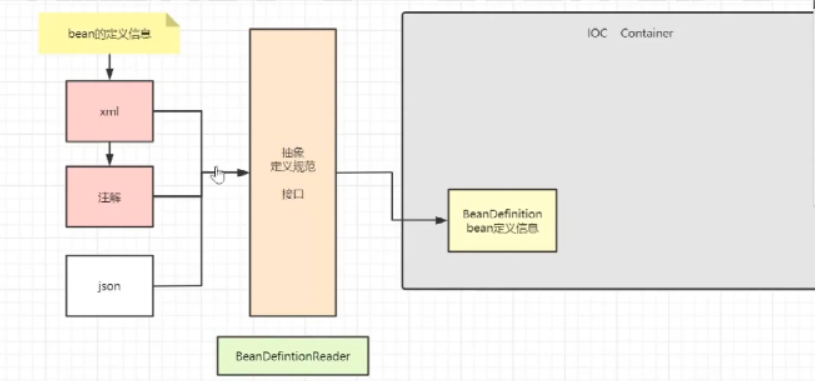 bean的定义信息
IOC Container
xml
抽象
定义规范
接口
注解
BeanDefinition
bean定义信息
json
BeanDefintionReader